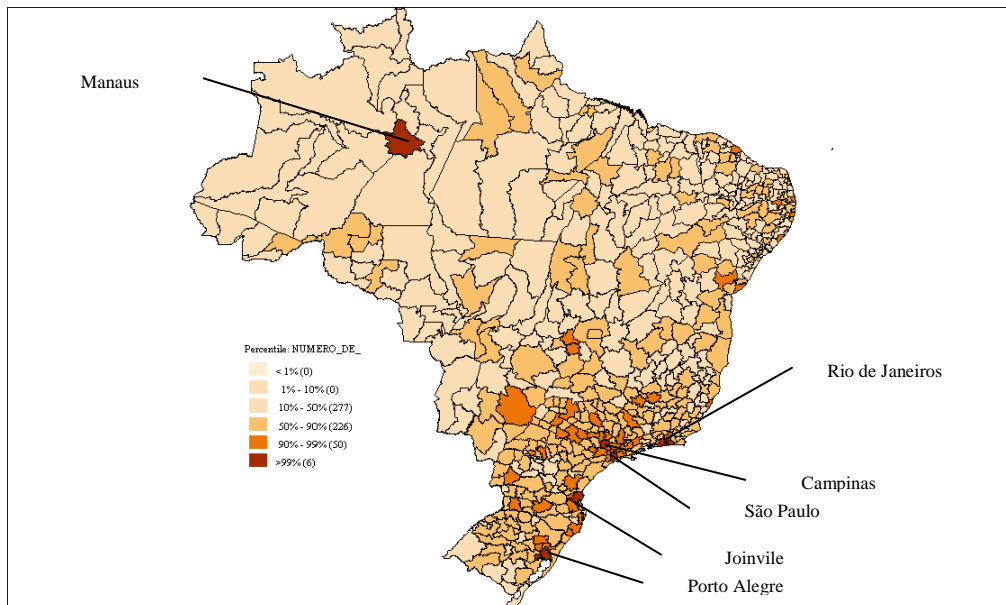 Manaus
Rio de Janeiros
Percentile: NUMERO_DE_
< 1% (0)
1% - 10% (0)
10% - 50% (277)
50% - 90% (226)
90% - 99% (50)
>99% (6)
Campinas
São Paulo
Joinvile
Porto Alegre